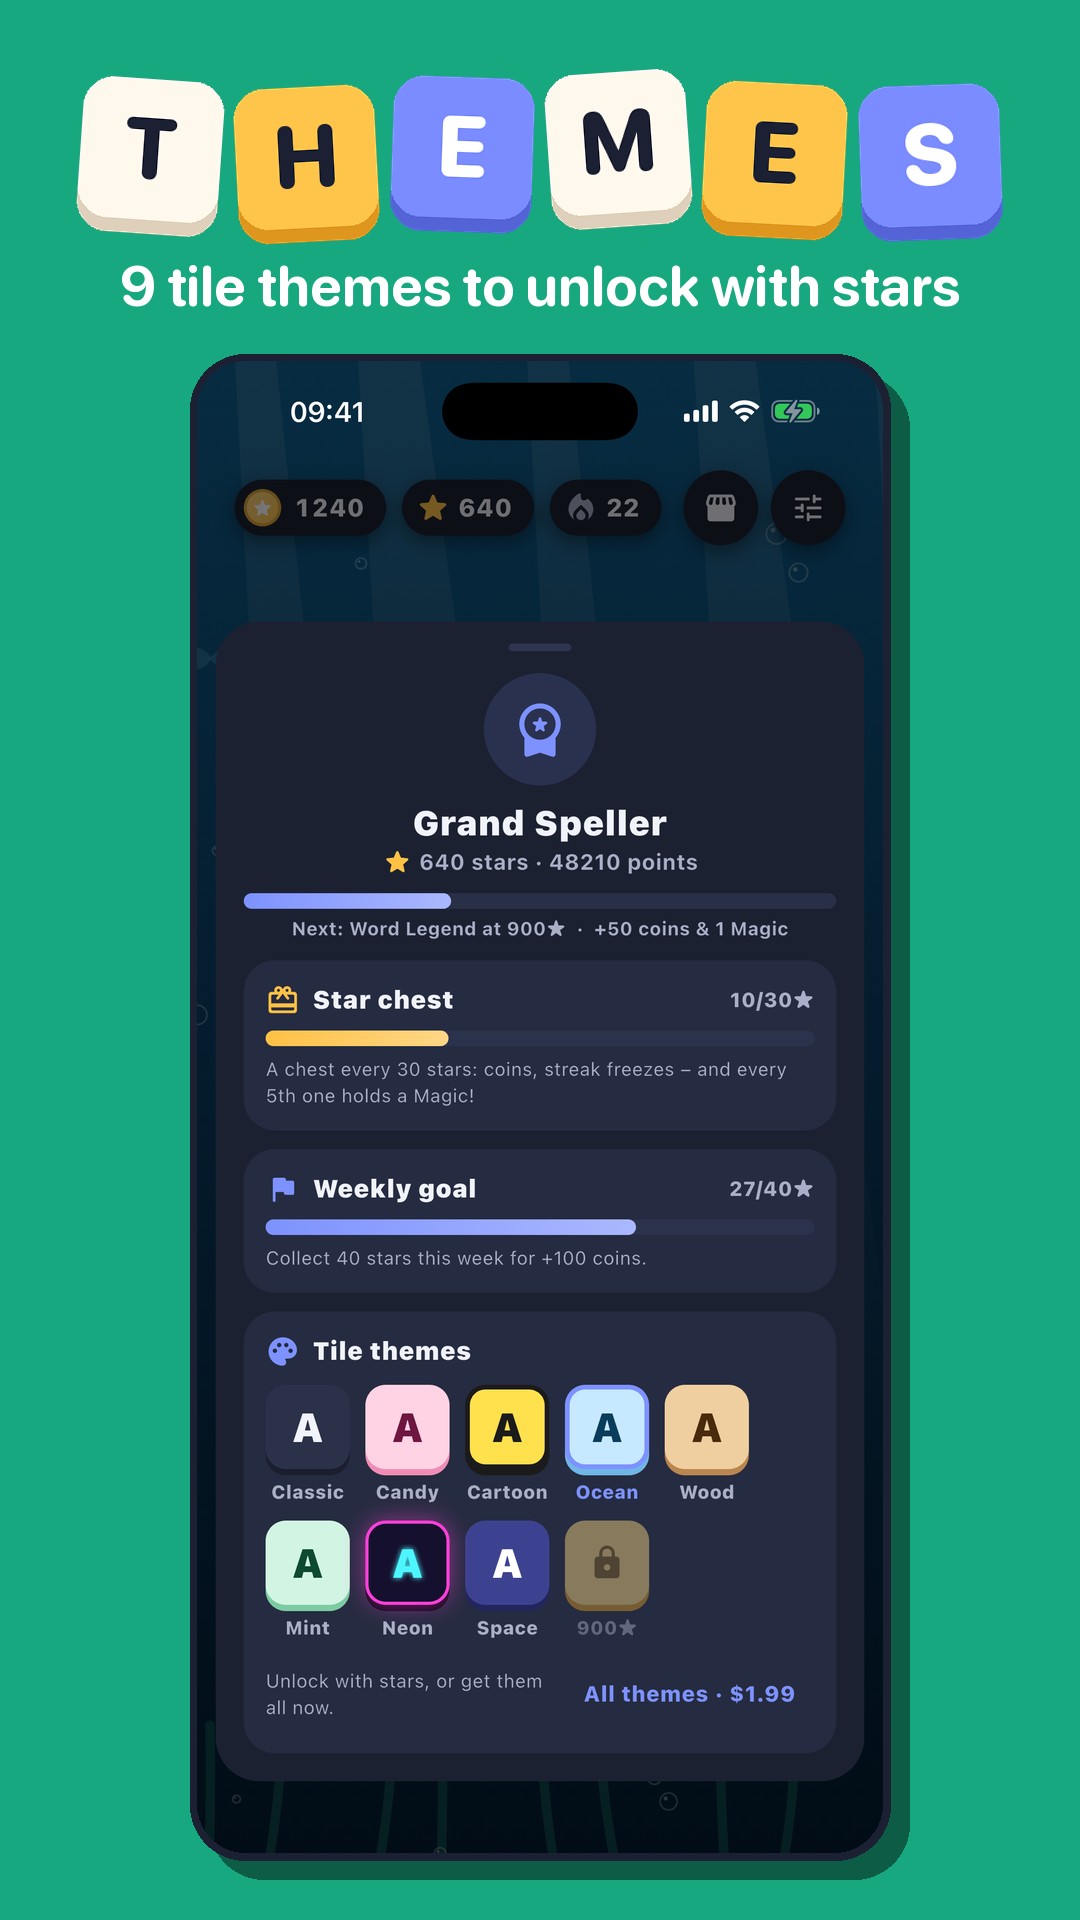 THEMES
9 tile themes to unlock with stars
09:41
1240 640 22
Grand Speller
640 stars · 48210 points
Next: Word Legend at 900★ · +50 coins & 1 Magic
Star chest 10/30★
A chest every 30 stars: coins, streak freezes – and every
5th one holds a Magic!
Weekly goal 27/40★
Collect 40 stars this week for +100 coins.
Tile themes
A A A A A
Classic Candy Cartoon Ocean Wood
A A A
Mint Neon Space 900★
Unlock with stars, or get them
all now.
All themes · $1.99